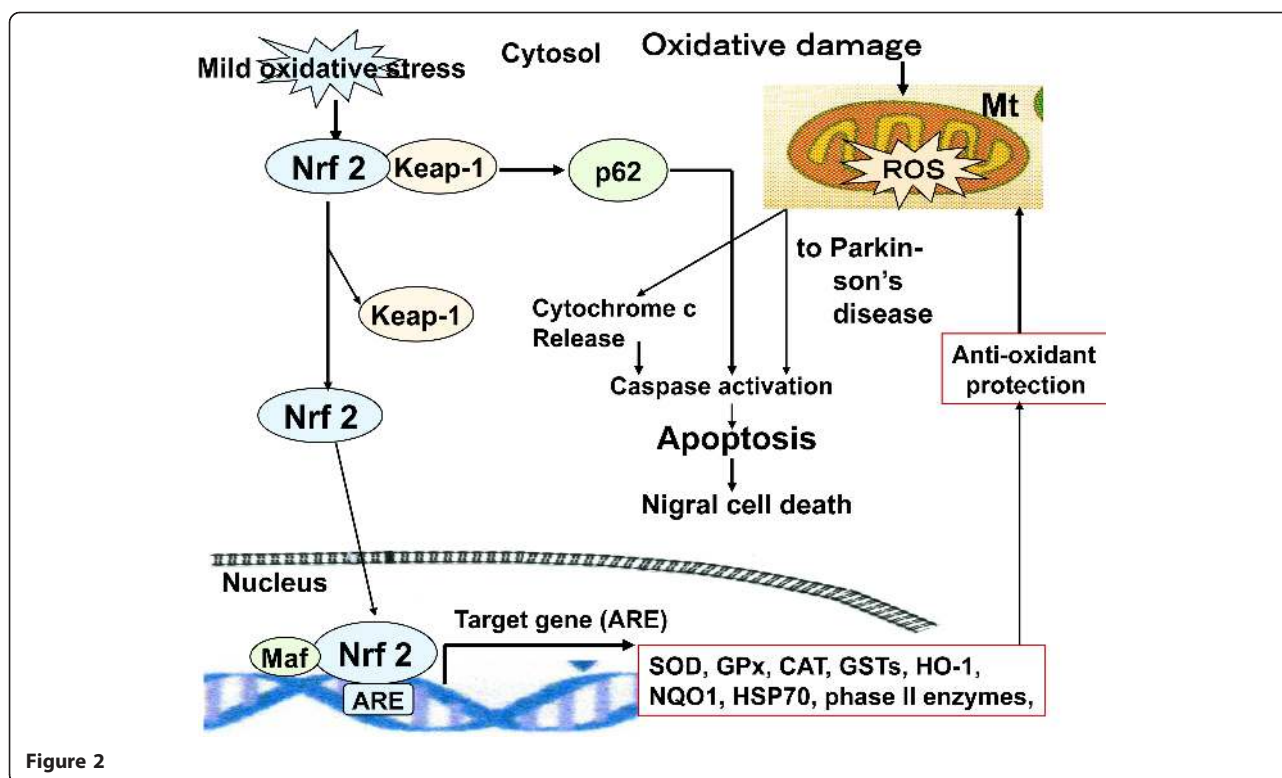 Mild oxidative stress
Cytosol
Oxidative damage
Mt
ROS
Nrf 2
Keap-1
p62
to Parkin-
son's
disease
Keap-1
Cytochrome c
Release
Anti-oxidant
protection
Caspase activation
Nrf 2
Apoptosis
Nigral cell death
Nucleus
Target gene (ARE)
Maf
Nrf 2
ARE
SOD, GPx, CAT, GSTs, HO-1,
NQO1, HSP70, phase II enzymes,
Figure 2